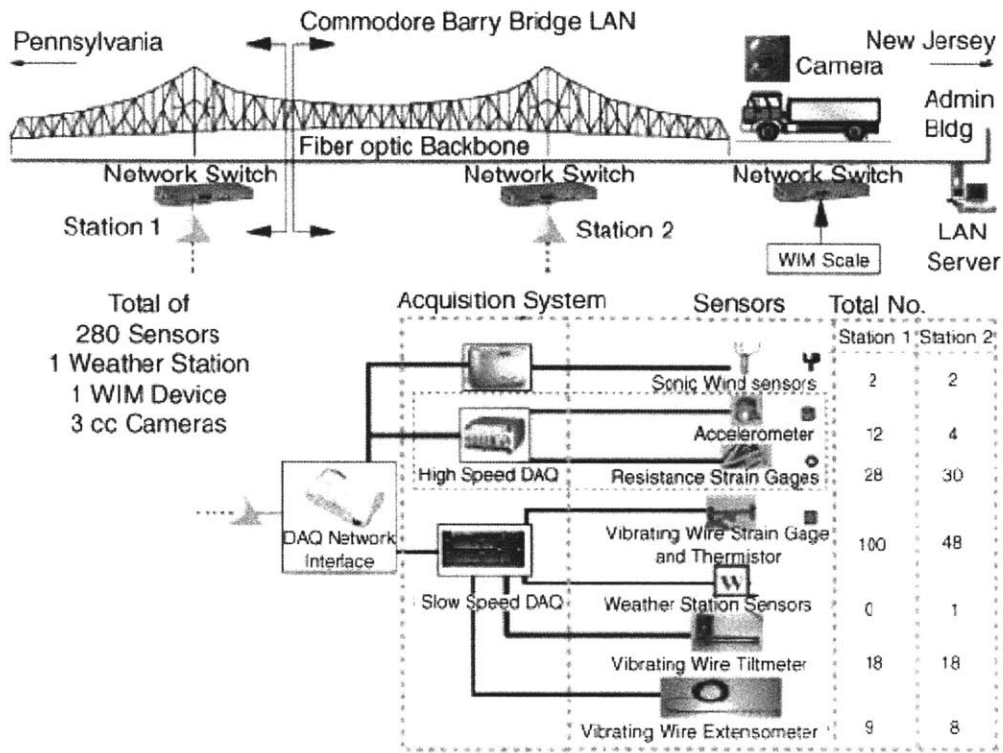 Commodore Barry Bridge LAN
Pennsylvania
New Jersey
Camera
Admin
Bldg
Fiber optic Backbone
Network Switch
Network Switch
Network Switch
Station 1
Station 2
WIM Scale
LAN
Server
Total of
280 Sensors
1 Weather Station
1 WIM Device
3 cc Cameras
Acquisition System
Sensors
Total No.
Station 1
Station 2
Sonic Wind sensors
2
2
Accelerometer
12
4
High Speed DAQ
Resistance Strain Gages
28
30
DAQ Network
Interface
Vibrating Wire Strain Gage
and Thermistor
100
48
Slow Speed DAQ
W
Weather Station Sensors
0
1
Vibrating Wire Tiltmeter
18
18
Vibrating Wire Extensometer
9
8